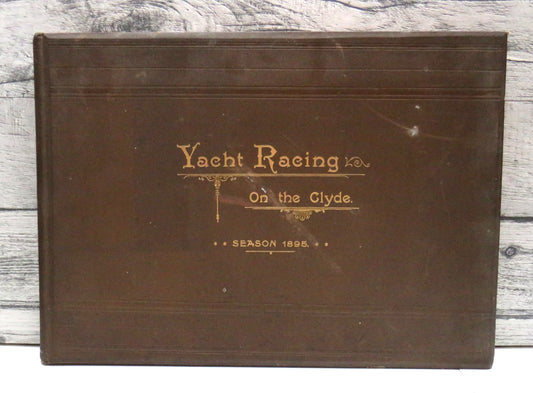 Yacht Racing
On the Clyde.
SEASON 1895.